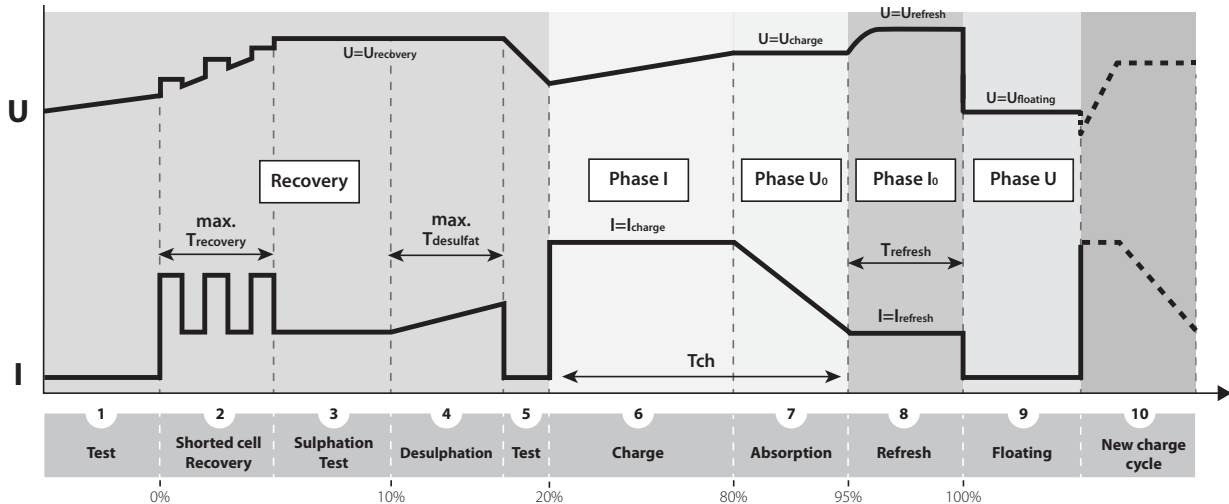 U=Urefresh
U=Urecovery
U=Ucharge
U=Ufloating
U
Recovery
Phase I
Phase U0
Phase I0
Phase U
max.
Trecovery
max.
Tdesulfat
I=Icharge
Trefresh
I=Irefresh
Tch
I
1 2 3 4 5 6 7 8 9 10
Test
Shorted cell
Recovery
Sulphation
Test
Desulphation
Test
Charge
Absorption
Refresh
Floating
New charge
cycle
0% 10% 20% 80% 95% 100%